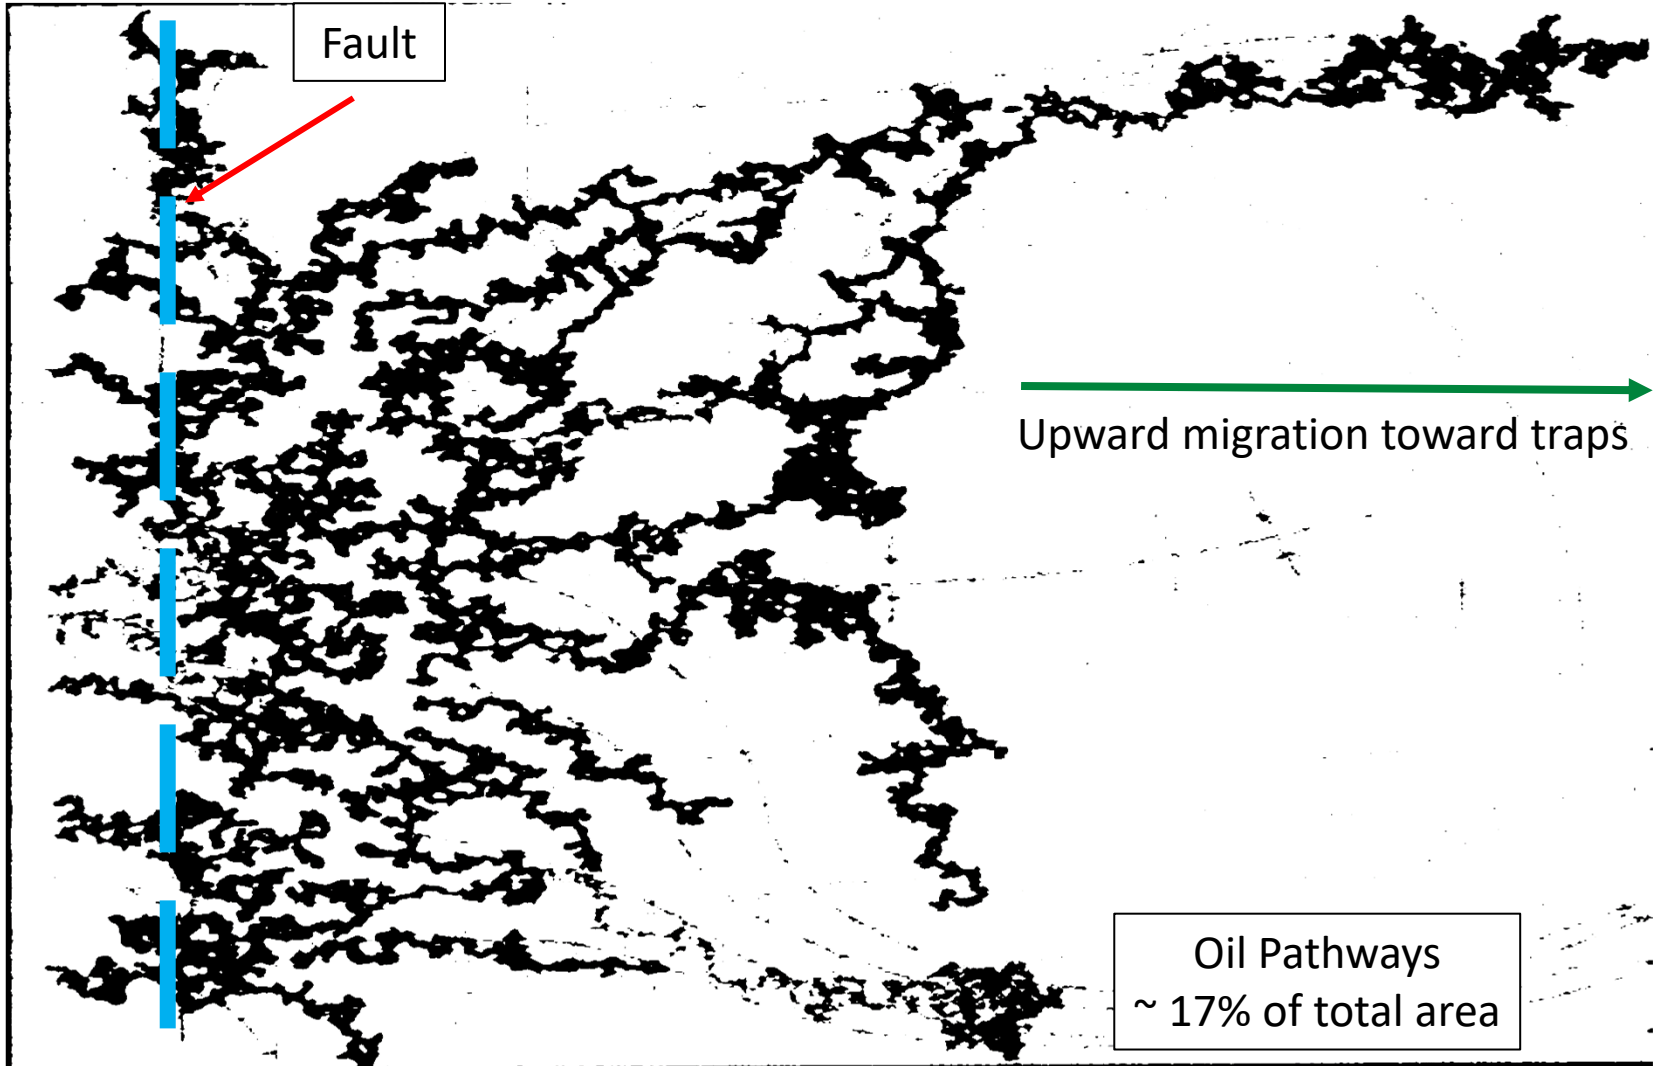 Fault
Upward migration toward traps
Oil Pathways
~ 17% of total area